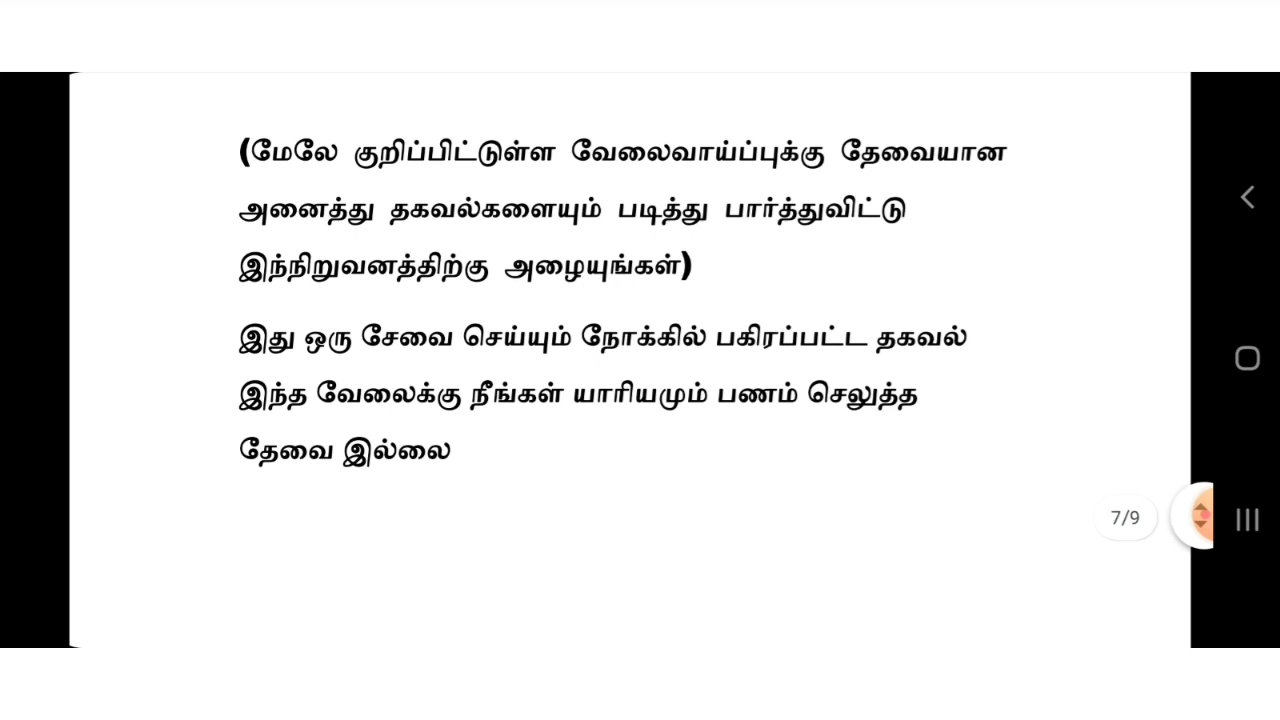 (மேலே குறிப்பிட்டுள்ள வேலைவாய்ப்புக்கு தேவையான
அனைத்து தகவல்களையும் படித்து பார்த்துவிட்டு
இந்நிறுவனத்திற்கு அழையுங்கள்)
இது ஒரு சேவை செய்யும் நோக்கில் பகிரப்பட்ட தகவல்
இந்த வேலைக்கு நீங்கள் யாரியமும் பணம் செலுத்த
தேவை இல்லை
7/9